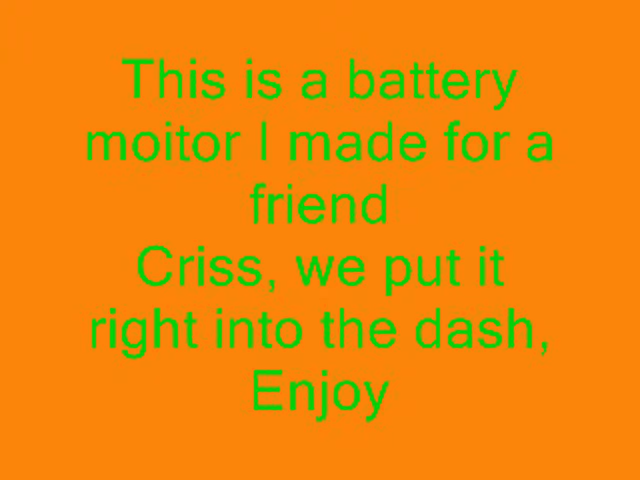 This is a battery
moitor I made for a
friend
Criss, we put it
right into the dash,
Enjoy